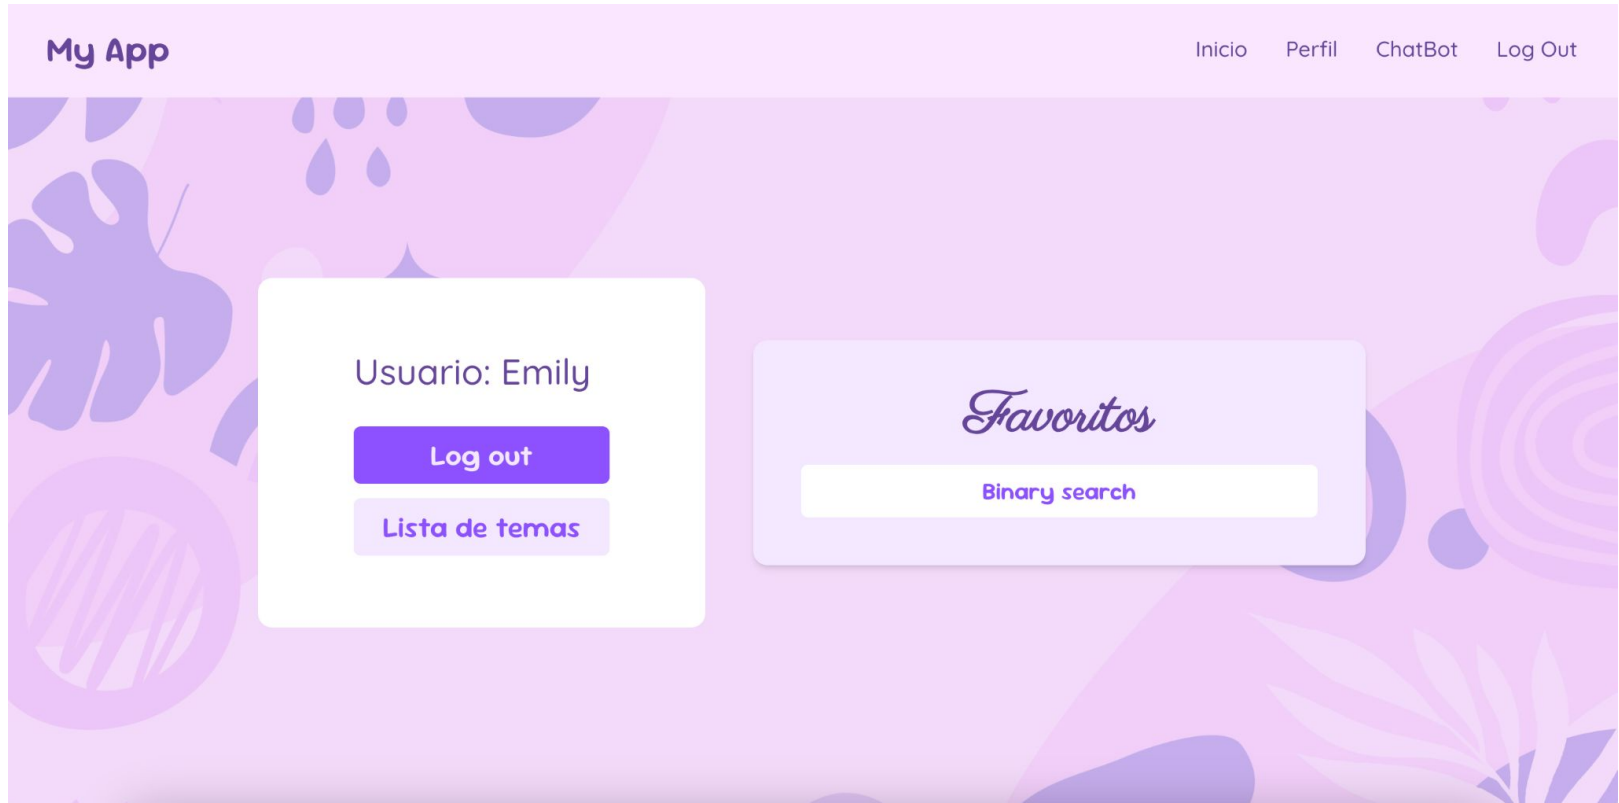 My App
Inicio Perfil ChatBot Log Out
Usuario: Emily
Log out
Lista de temas
Favoritos
Binary search